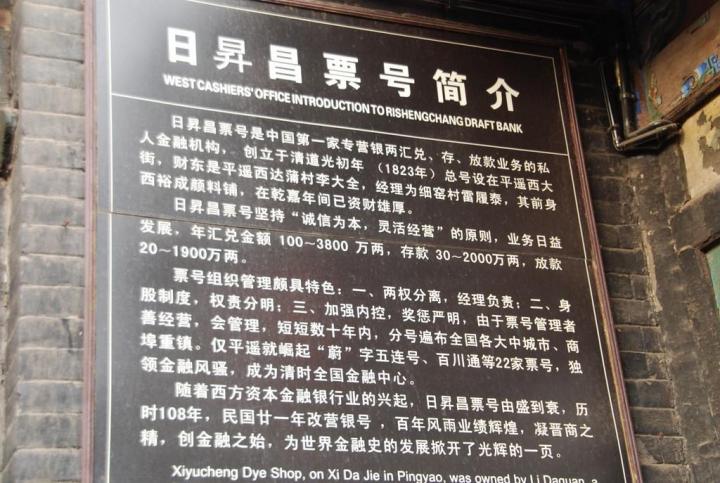 日昇昌票号简介
WEST CASHIERS' OFFICE INTRODUCTION TO RISHENGCHANG DRAFT BANK
日昇昌票号是中国第一家专营银两汇兑、存、放款业务的私
人金融机构，创立于清道光初年（1823年）总号设在平遥西大
街，财东是平遥西达蒲村李大全，经理为细窑村雷履泰，其前身
西裕成颜料铺，在乾嘉年间已资财雄厚。
日昇昌票号坚持“诚信为本，灵活经营”的原则，业务日益
发展，年汇兑金额 100～3800 万两，存款 30～2000万两，放款
20～1900万两。
票号组织管理颇具特色：一、两权分离，经理负责；二、身
股制度，权责分明；三、加强内控，奖惩严明，由于票号管理者
善经营，会管理，短短数十年内，分号遍布全国各大中城市、商
埠重镇。仅平遥就崛起“蔚”字五连号、百川通等22家票号，独
领金融风骚，成为清时全国金融中心。
随着西方资本金融银行业的兴起，日昇昌票号由盛到衰，历
时108年，民国廿一年改营银号，百年风雨业绩辉煌，凝晋商之
精，创金融之始，为世界金融史的发展掀开了光辉的一页。
Xiyucheng Dye Shop, on Xi Da Jie in Pingyao, was owned by Li Daquan, a